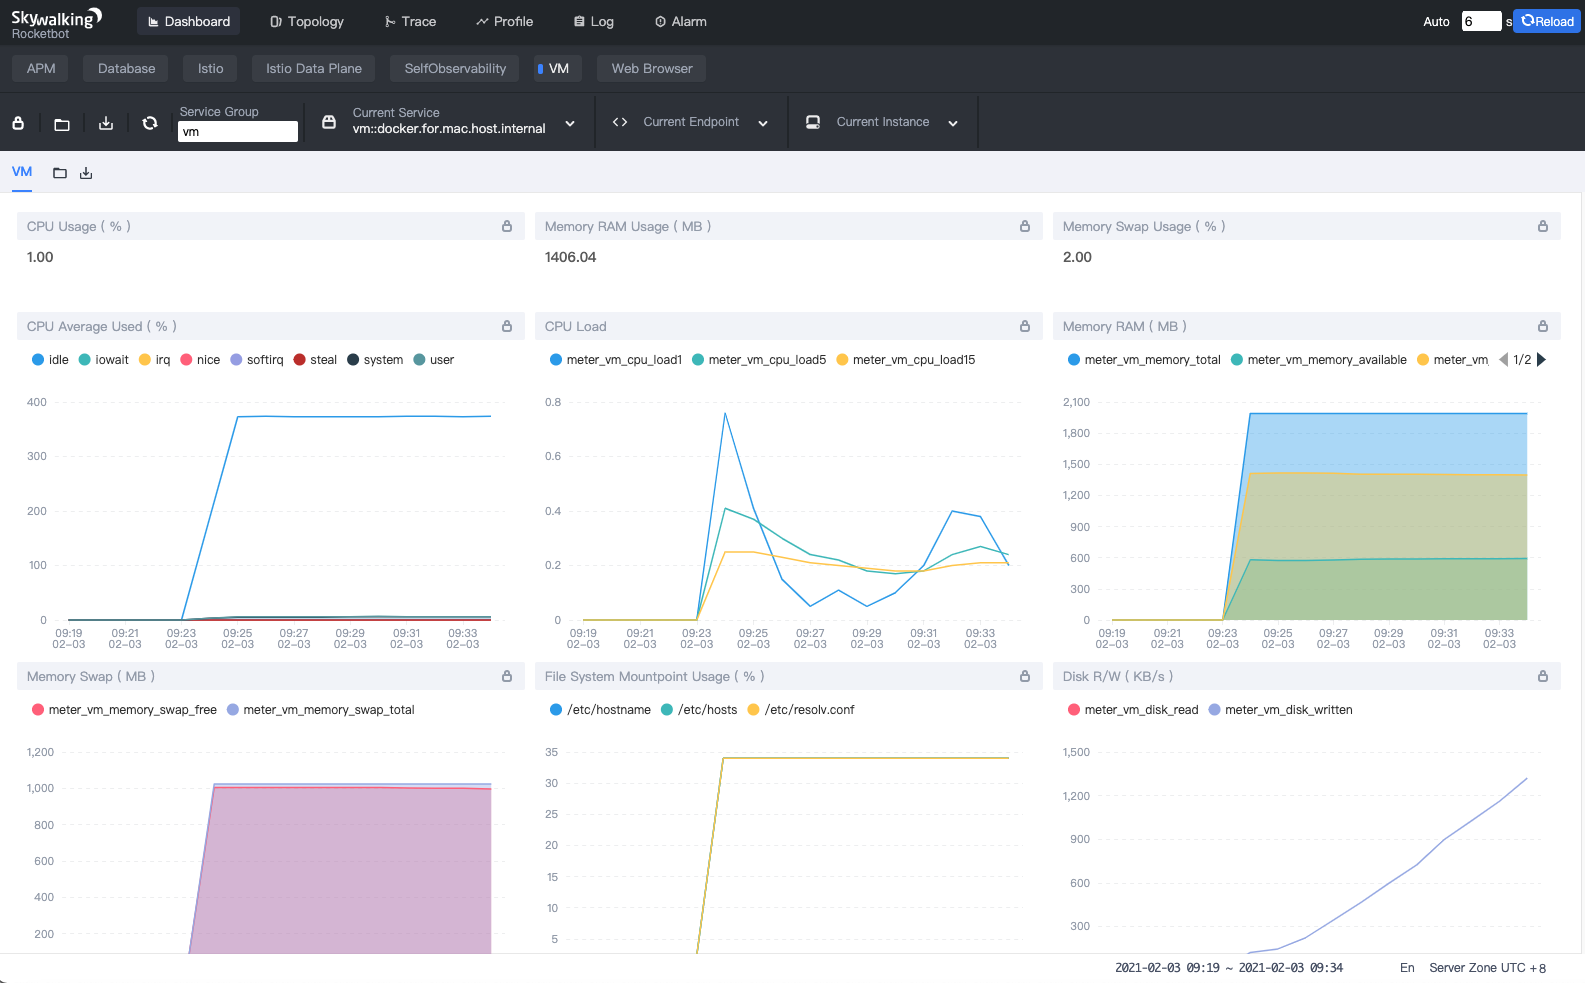 Skywalking
Rocketbot
Dashboard
Topology
Trace
Profile
Log
Alarm
Auto
6
s
Reload
APM
Database
Istio
Istio Data Plane
SelfObservability
VM
Web Browser
Service Group
vm
Current Service
vm::docker.for.mac.host.internal
Current Endpoint
Current Instance
VM
CPU Usage ( % )
1.00
Memory RAM Usage ( MB )
1406.04
Memory Swap Usage ( % )
2.00
CPU Average Used ( % )
idle iowait irq nice softirq steal system user
400
300
200
100
0
09:19 09:21 09:23 09:25 09:27 09:29 09:31 09:33
02-03 02-03 02-03 02-03 02-03 02-03 02-03 02-03
CPU Load
meter_vm_cpu_load1 meter_vm_cpu_load5 meter_vm_cpu_load15
0.8
0.6
0.4
0.2
0
09:19 09:21 09:23 09:25 09:27 09:29 09:31 09:33
02-03 02-03 02-03 02-03 02-03 02-03 02-03 02-03
Memory RAM ( MB )
meter_vm_memory_total meter_vm_memory_available meter_vm_ 1/2
2,100
1,800
1,500
1,200
900
600
300
0
09:19 09:21 09:23 09:25 09:27 09:29 09:31 09:33
02-03 02-03 02-03 02-03 02-03 02-03 02-03 02-03
Memory Swap ( MB )
meter_vm_memory_swap_free meter_vm_memory_swap_total
1,200
1,000
800
600
400
200
File System Mountpoint Usage ( % )
/etc/hostname /etc/hosts /etc/resolv.conf
35
30
25
20
15
10
5
Disk R/W ( KB/s )
meter_vm_disk_read meter_vm_disk_written
1,500
1,200
900
600
300
2021-02-03 09:19 ~ 2021-02-03 09:34
En
Server Zone UTC +8